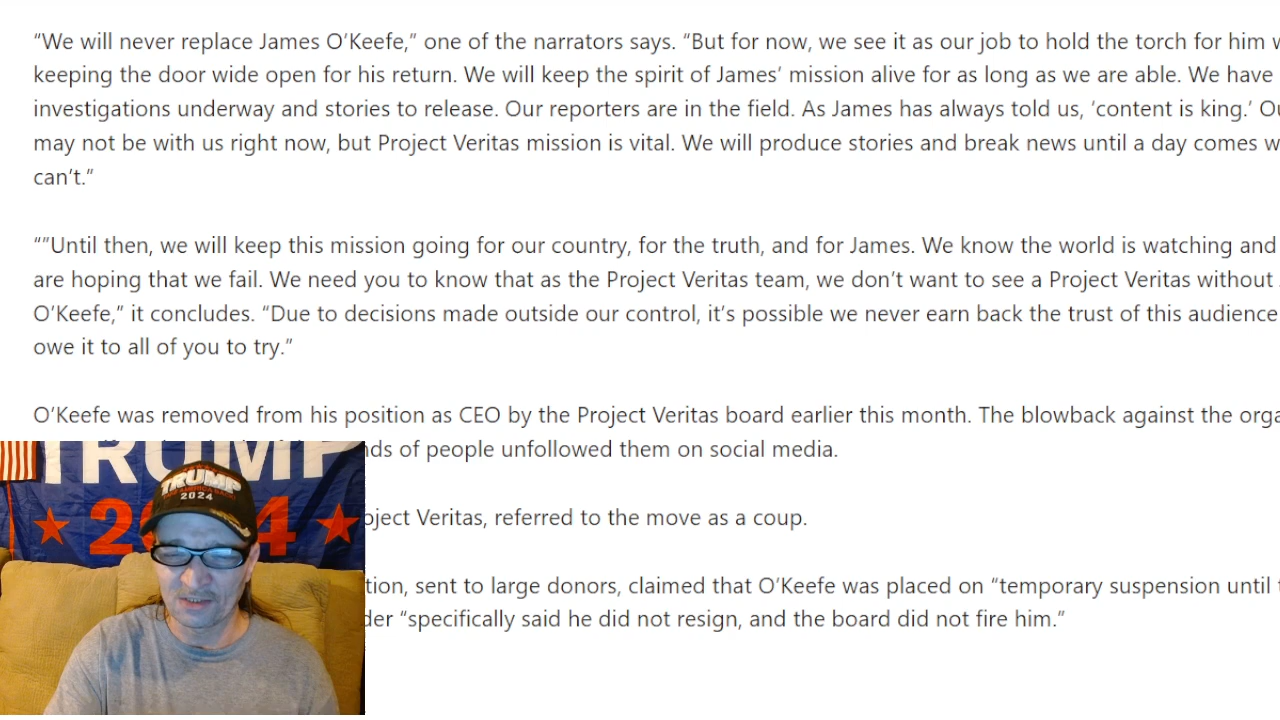 “We will never replace James O’Keefe,” one of the narrators says. “But for now, we see it as our job to hold the torch for him
keeping the door wide open for his return. We will keep the spirit of James’ mission alive for as long as we are able. We have
investigations underway and stories to release. Our reporters are in the field. As James has always told us, ‘content is king.’
may not be with us right now, but Project Veritas mission is vital. We will produce stories and break news until a day comes
can’t.”
“”Until then, we will keep this mission going for our country, for the truth, and for James. We know the world is watching and
are hoping that we fail. We need you to know that as the Project Veritas team, we don’t want to see a Project Veritas without
O’Keefe,” it concludes. “Due to decisions made outside our control, it’s possible we never earn back the trust of this audience
owe it to all of you to try.”
O’Keefe was removed from his position as CEO by the Project Veritas board earlier this month. The blowback against the
nds of people unfollowed them on social media.
oject Veritas, referred to the move as a coup.
tion, sent to large donors, claimed that O’Keefe was placed on “temporary suspension until
der “specifically said he did not resign, and the board did not fire him.”
TRUMP
2 4
TRUMP
2024